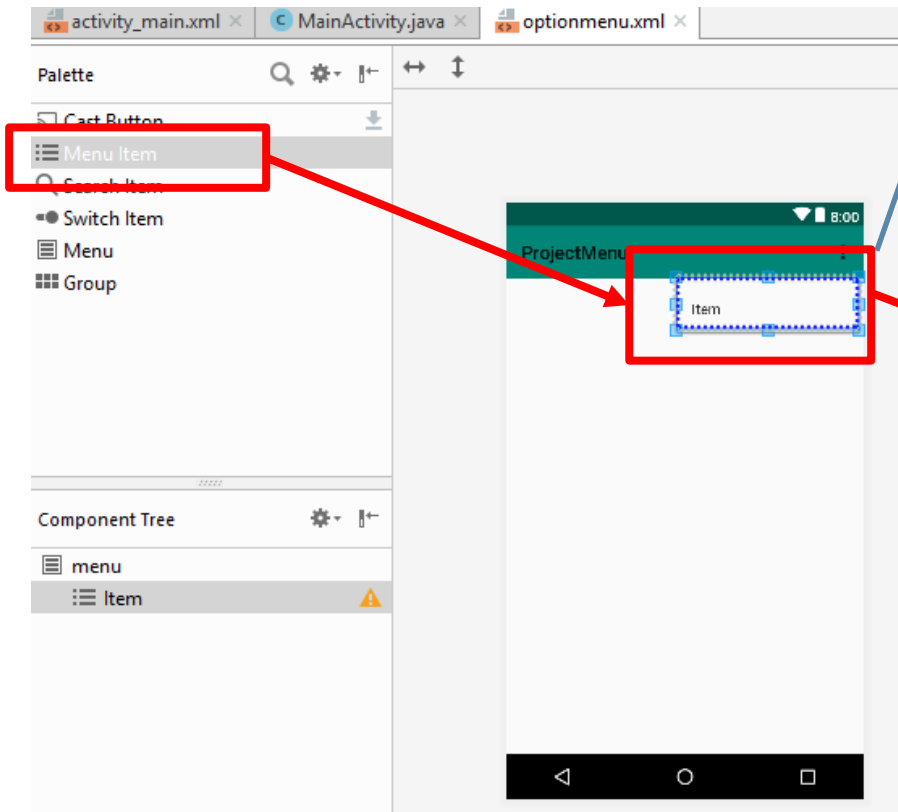 activity_main.xml MainActivity.java optionmenu.xml
Palette
Cast Button
Menu Item
Search Item
Switch Item
Menu
Group
8:00
ProjectMenu
Item
Component Tree
menu
Item